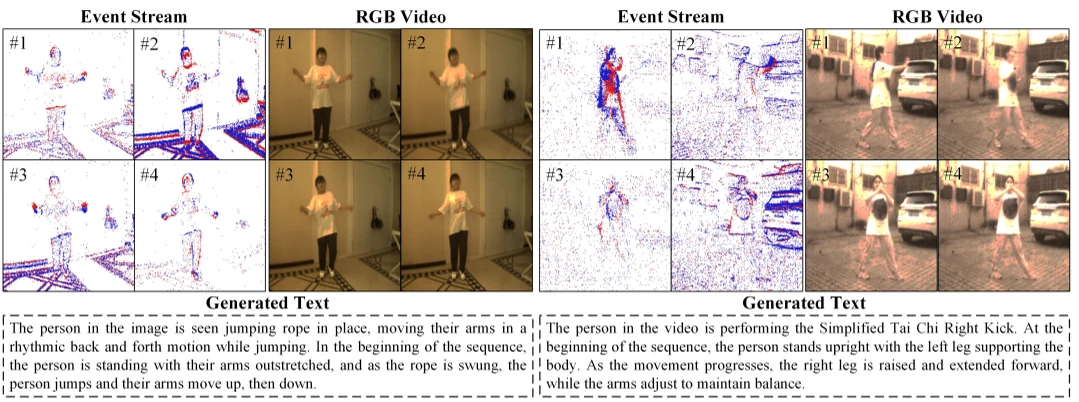 Event Stream RGB Video Event Stream RGB Video
#1 #2 #1 #2 #1 #2 #1 #2
#3 #4 #3 #4 #3 #4 #3 #4
Generated Text
The person in the image is seen jumping rope in place, moving their arms in a
rhythmic back and forth motion while jumping. In the beginning of the sequence,
the person is standing with their arms outstretched, and as the rope is swung, the
person jumps and their arms move up, then down.
Generated Text
The person in the video is performing the Simplified Tai Chi Right Kick. At the
beginning of the sequence, the person stands upright with the left leg supporting the
body. As the movement progresses, the right leg is raised and extended forward,
while the arms adjust to maintain balance.